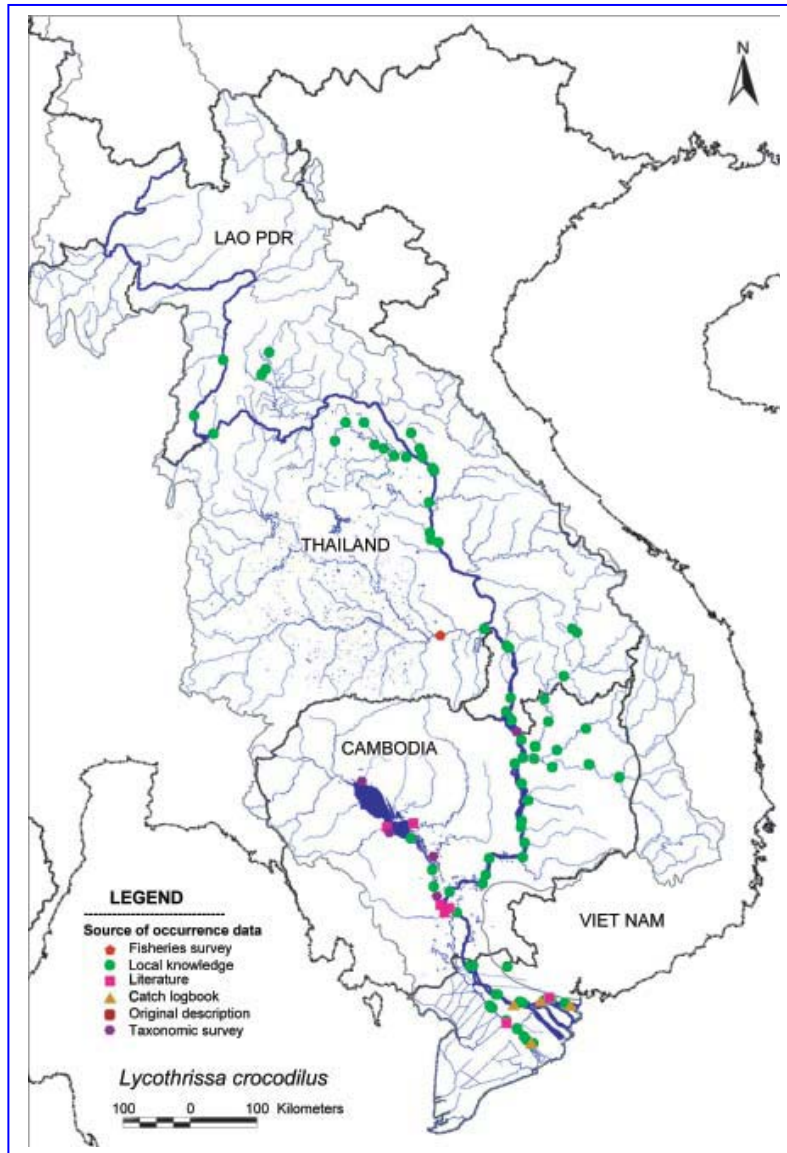 N
LAO PDR
THAILAND
CAMBODIA
VIET NAM
LEGEND
Source of occurrence data
Fisheries survey
Local knowledge
Literature
Catch logbook
Original description
Taxonomic survey
Lycothrissa crocodilus
100 0 100 Kilometers